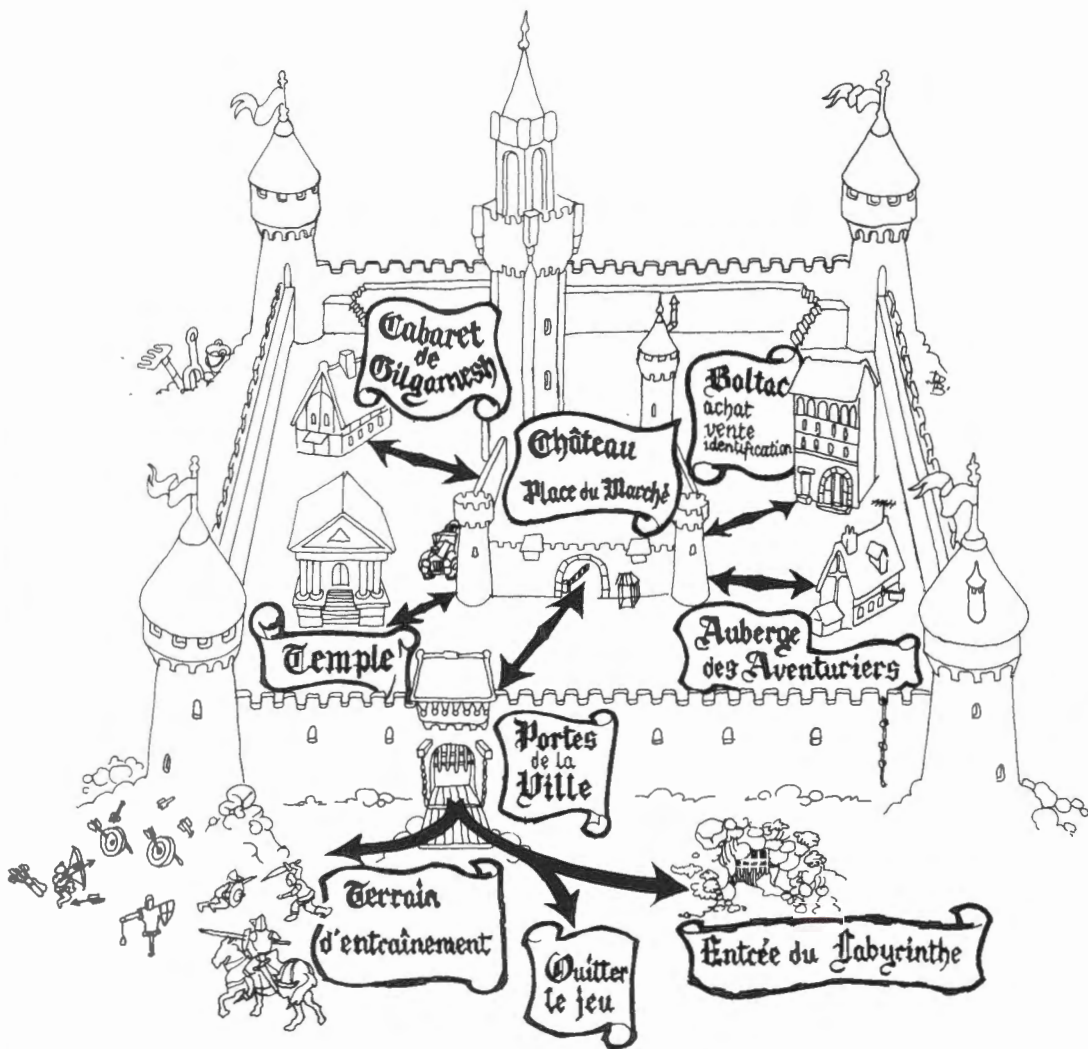 Cabaret
de
Gilgamesh
Boltac
achat
vente
identification
Château
Place du Marché
Temple
Auberge
des Aventuriers
Portes
de la
Ville
Terrain
d'entraînement
Quitter
le jeu
Entrée du Labyrinthe